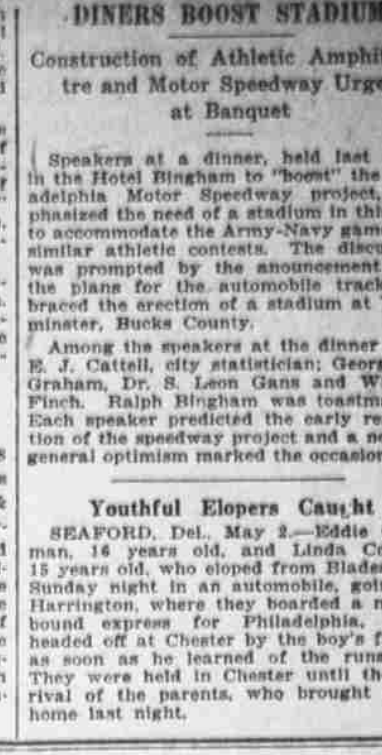 DINERS BOOST STADIUM
Construction of Athletic Amphi
tre and Motor Speedway Urge
at Banquet
Speakers at a dinner, held last
in the Hotel Bingham to "boost" the
adelphia Motor Speedway project,
phasized the need of a stadium in thi
to accommodate the Army-Navy gam
similar athletic contests. The discu
was prompted by the anouncement
the plans for the automobile track
braced the erection of a stadium at
minster, Bucks County.
Among the speakers at the dinner
E. J. Cattell, city statistician; Georg
Graham, Dr. S. Leon Gans and W
Finch. Ralph Bingham was toastm
Each speaker predicted the early re
tion of the speedway project and a no
general optimism marked the occasion
Youthful Elopers Caught
SEAFORD, Del., May 2.—Eddie
man, 16 years old, and Linda Co
15 years old, who eloped from Blades
Sunday night in an automobile, goin
Harrington, where they boarded a n
bound express for Philadelphia,
headed off at Chester by the boy's f
as soon as he learned of the runa
They were held in Chester until the
rival of the parents, who brought
home last night.